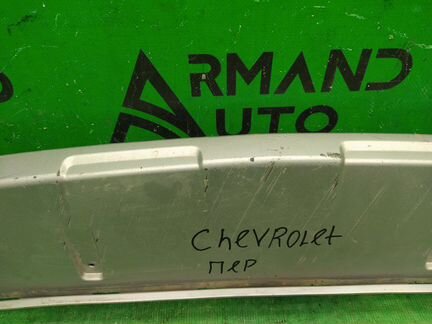 ARMAND
AUTO
Chevrolet
пер